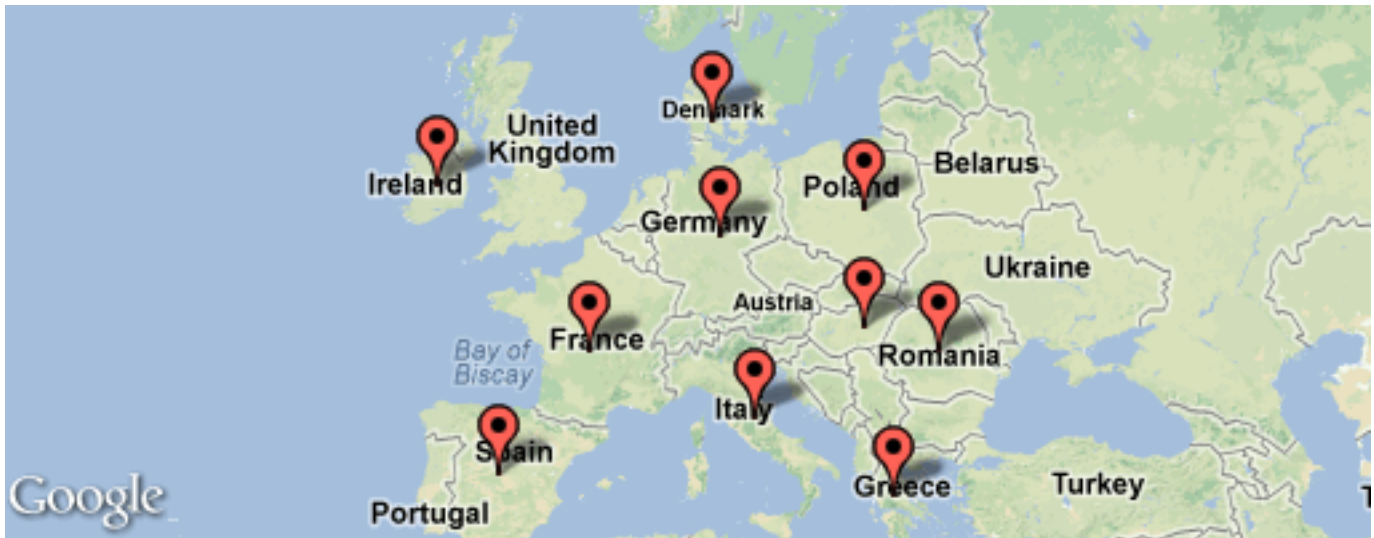 Denmark
United
Kingdom
Ireland
Poland
Belarus
Germany
Ukraine
Austria
France
Romania
Bay of
Biscay
Italy
Spain
Greece
Turkey
Google
Portugal